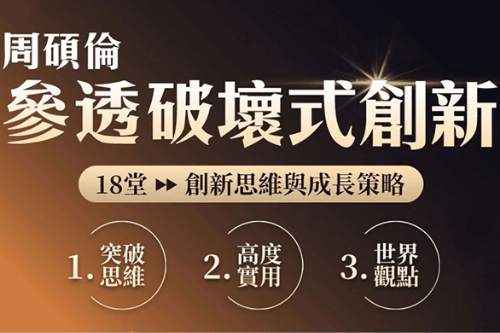 周碩倫
參透破壞式創新
18堂 ▸▸ 創新思維與成長策略
1. 突破思維
2. 高度實用
3. 世界觀點